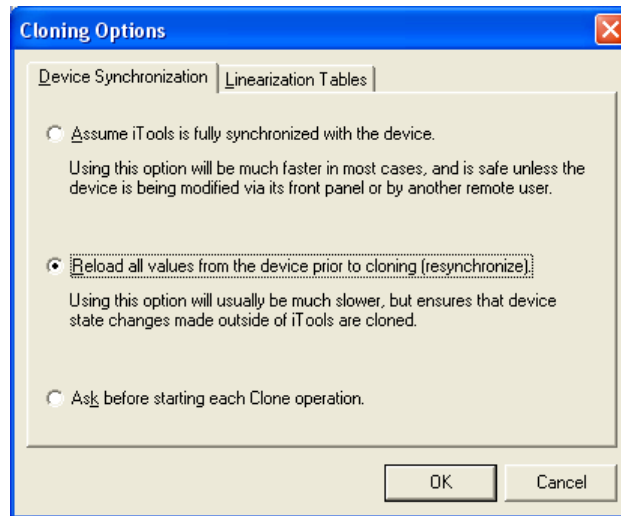 Cloning Options
Device Synchronization
Linearization Tables
Assume iTools is fully synchronized with the device.
Using this option will be much faster in most cases, and is safe unless the
device is being modified via its front panel or by another remote user.
Reload all values from the device prior to cloning (resynchronize).
Using this option will usually be much slower, but ensures that device
state changes made outside of iTools are cloned.
Ask before starting each Clone operation.
OK
Cancel